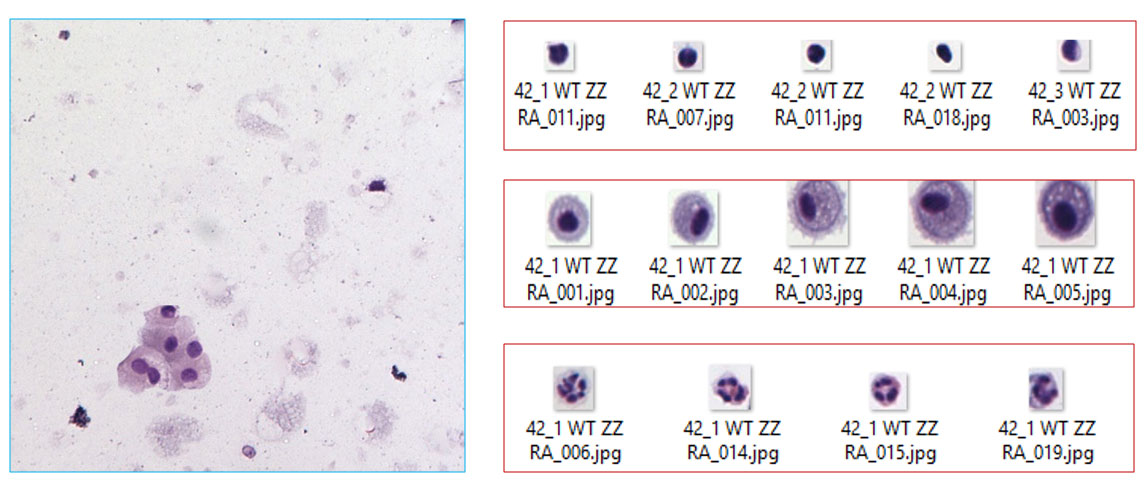 42_1 WT ZZ
RA_011.jpg
42_2 WT ZZ
RA_007.jpg
42_2 WT ZZ
RA_011.jpg
42_2 WT ZZ
RA_018.jpg
42_3 WT ZZ
RA_003.jpg
42_1 WT ZZ
RA_001.jpg
42_1 WT ZZ
RA_002.jpg
42_1 WT ZZ
RA_003.jpg
42_1 WT ZZ
RA_004.jpg
42_1 WT ZZ
RA_005.jpg
42_1 WT ZZ
RA_006.jpg
42_1 WT ZZ
RA_014.jpg
42_1 WT ZZ
RA_015.jpg
42_1 WT ZZ
RA_019.jpg